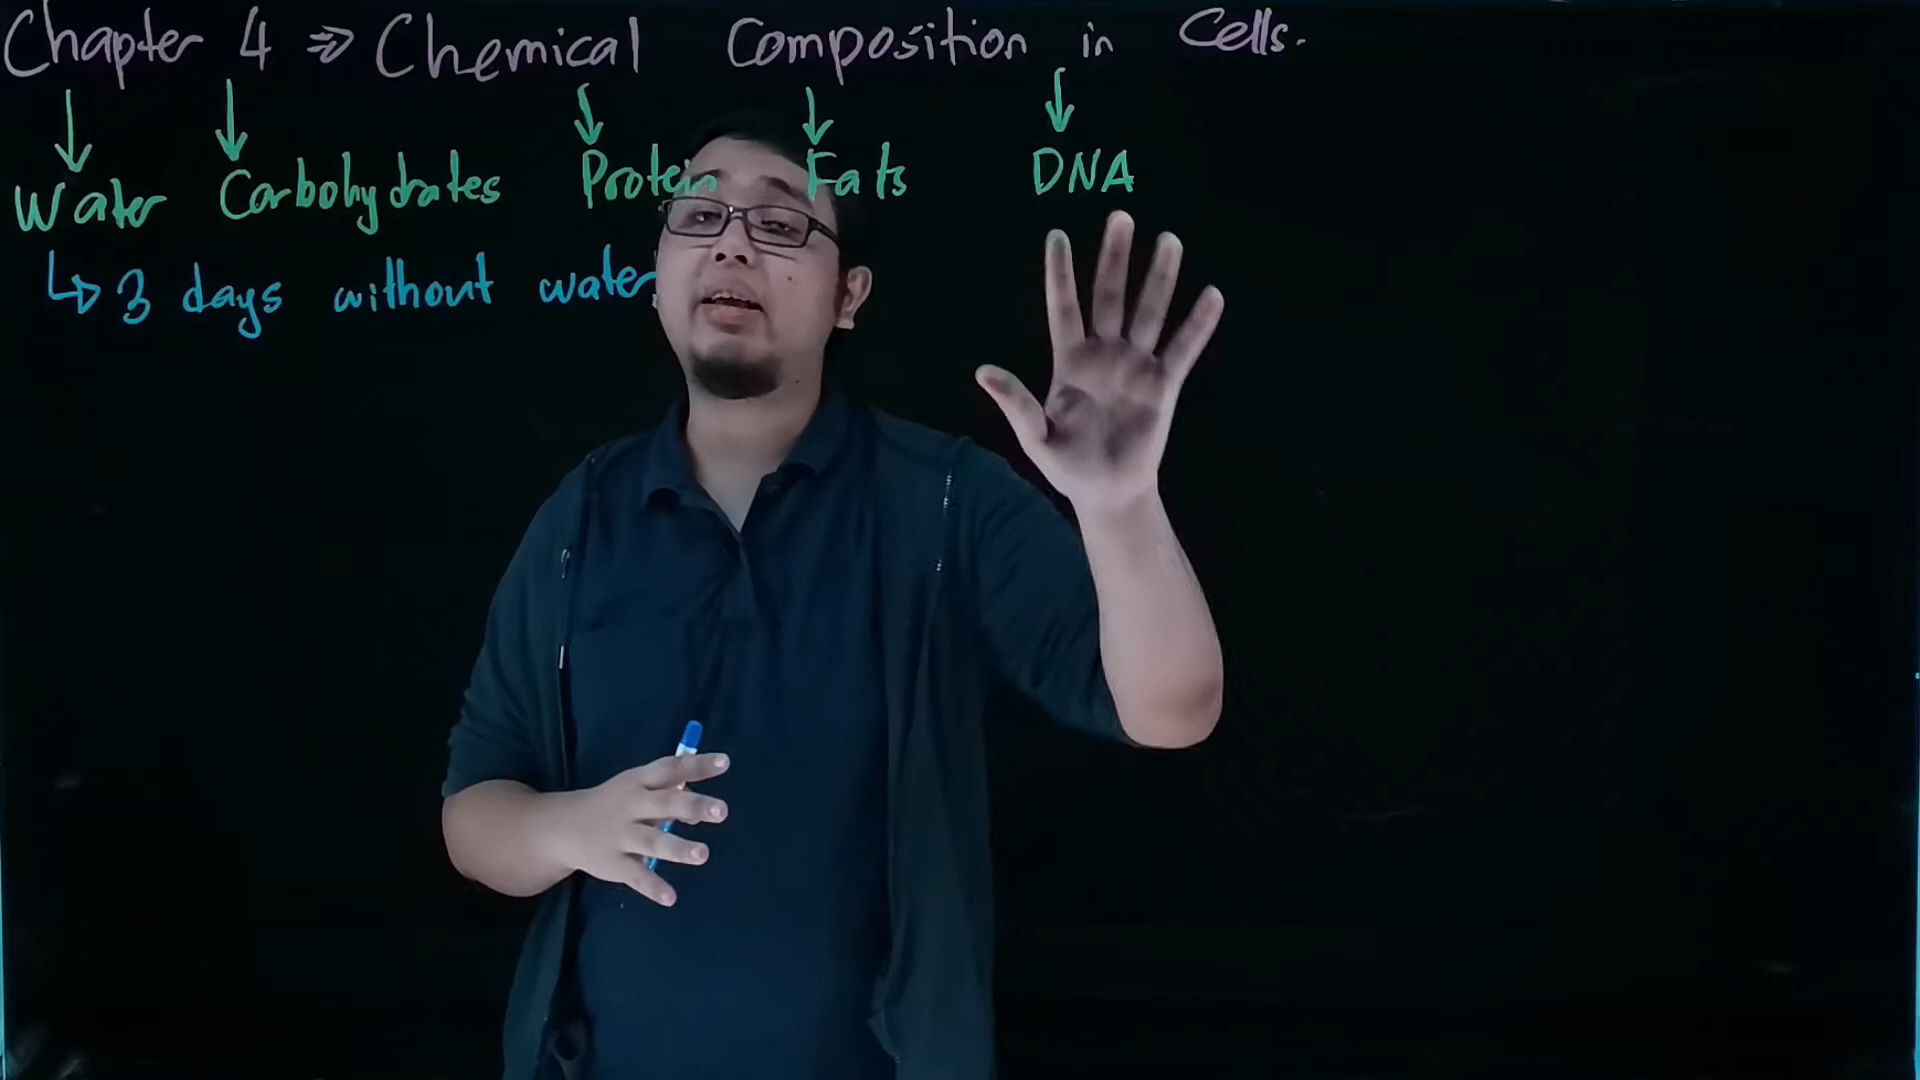 Chapter 4 ⇒ Chemical Composition in Cells.
Water Carbohydrates Protein Fats DNA
↳ 3 days without water